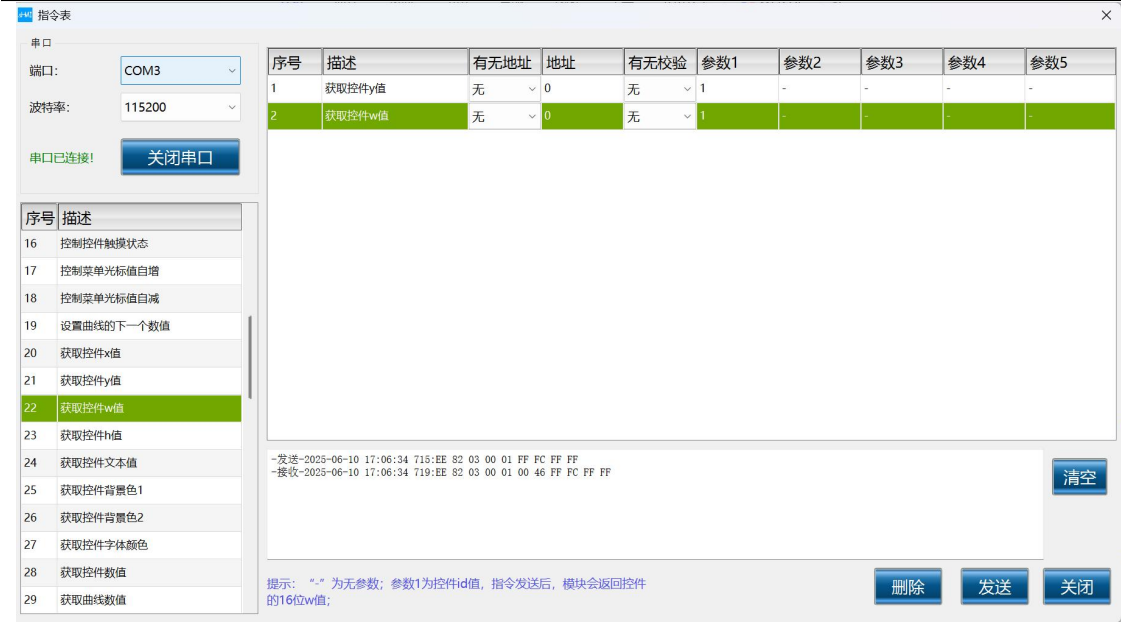 指令表
串口
端口： COM3
波特率： 115200
串口已连接! 关闭串口
序号 描述
16 控制控件触摸状态
17 控制菜单光标值自增
18 控制菜单光标值自减
19 设置曲线的下一个数值
20 获取控件x值
21 获取控件y值
22 获取控件w值
23 获取控件h值
24 获取控件文本值
25 获取控件背景色1
26 获取控件背景色2
27 获取控件字体颜色
28 获取控件数值
29 获取曲线数值
序号 描述 有无地址 地址 有无校验 参数1 参数2 参数3 参数4 参数5
1 获取控件y值 无 0 无 1 - - - -
2 获取控件w值 无 0 无 1 - - - -
-发送-2025-06-10 17:06:34 715:EE 82 03 00 01 FF FC FF FF
-接收-2025-06-10 17:06:34 719:EE 82 03 00 01 00 46 FF FC FF FF
清空
提示： “-”为无参数；参数1为控件id值，指令发送后，模块会返回控件
的16位w值；
删除 发送 关闭